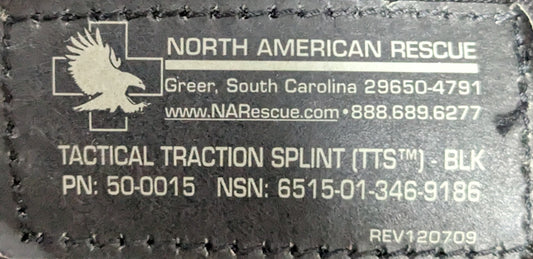 NORTH AMERICAN RESCUE
Greer, South Carolina 29650-4791
www.NARescue.com•888.689.6277
TACTICAL TRACTION SPLINT (TTS™) - BLK
PN: 50-0015 NSN: 6515-01-346-9186
REV120709